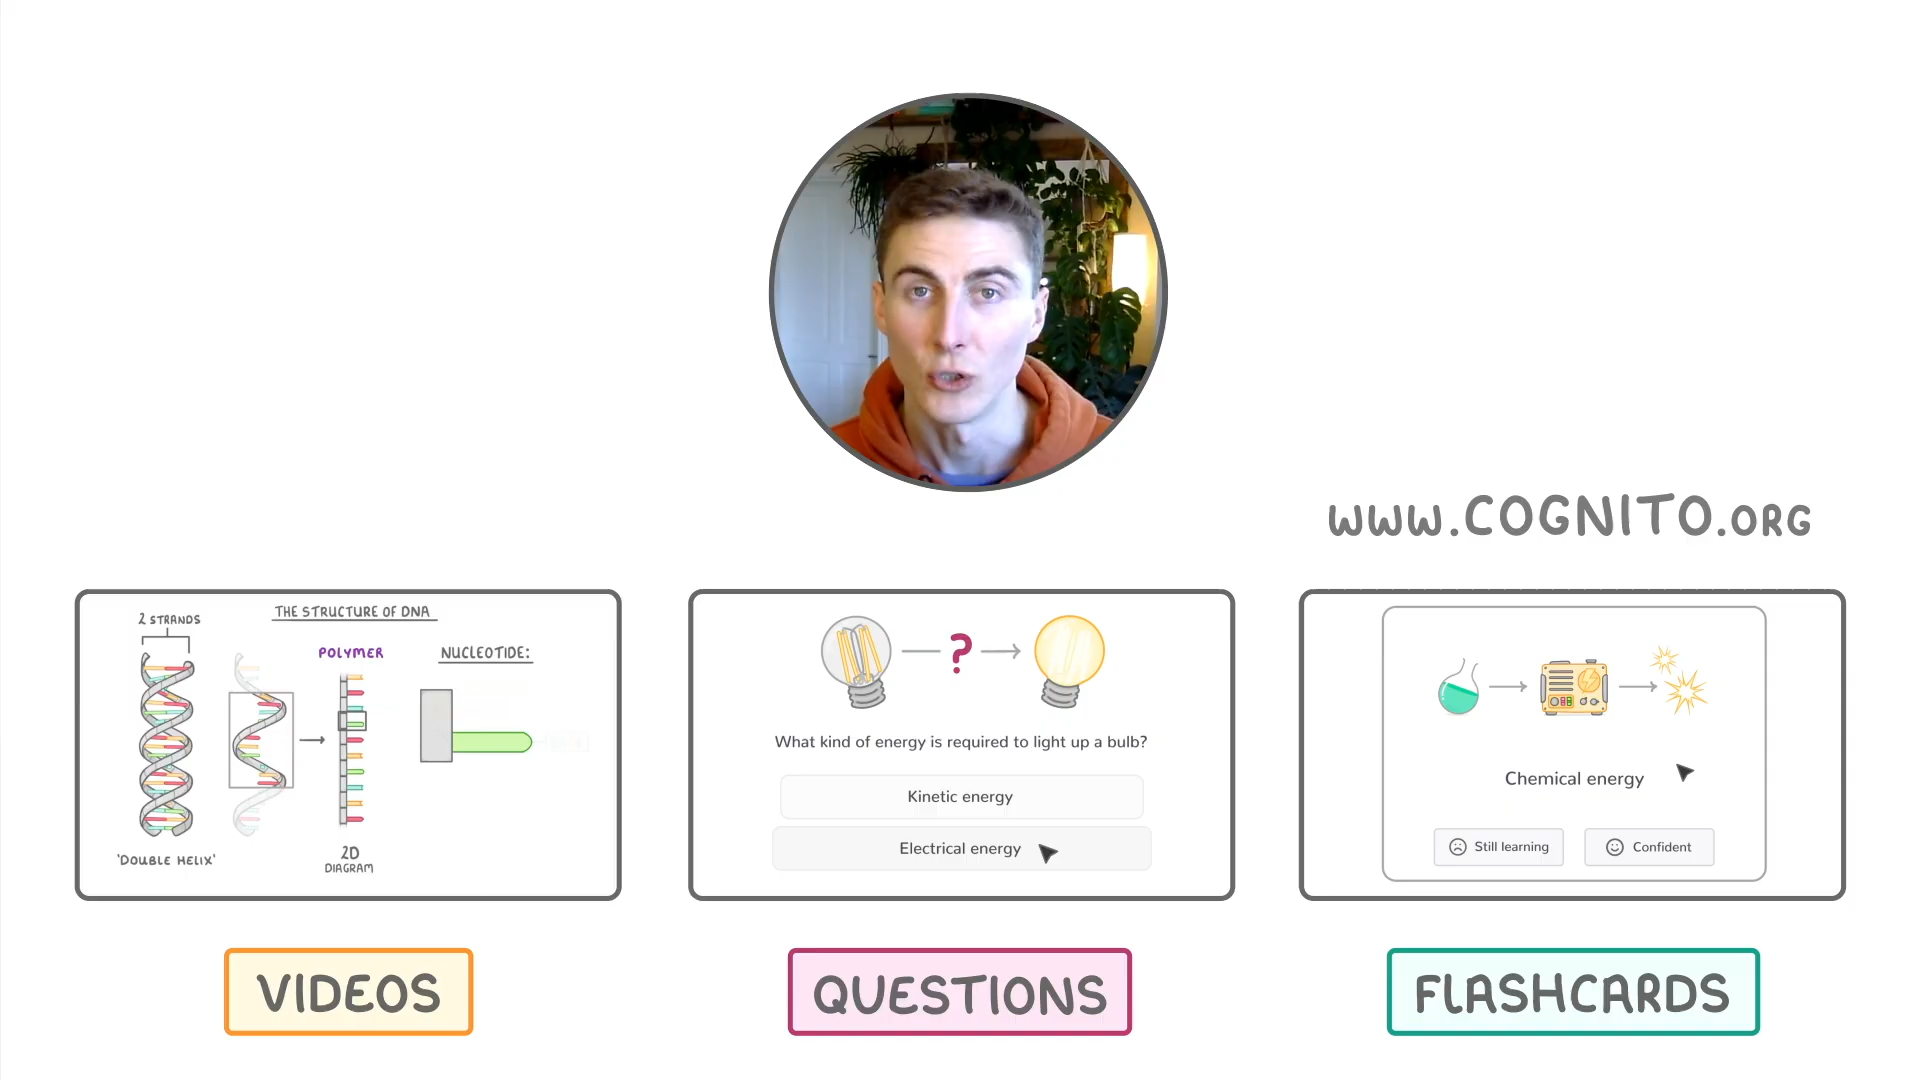 www.COGNITO.ORG
2 STRANDS
THE STRUCTURE OF DNA
POLYMER
NUCLEOTIDE:
'DOUBLE HELIX'
2D
DIAGRAM
?
What kind of energy is required to light up a bulb?
Kinetic energy
Electrical energy
Chemical energy
Still learning
Confident
VIDEOS
QUESTIONS
FLASHCARDS